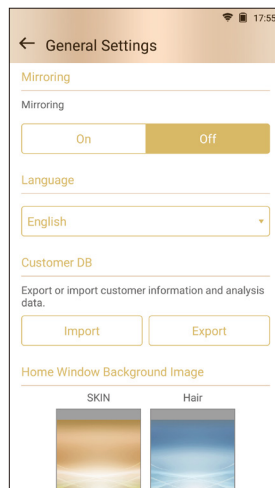 17:55
General Settings
Mirroring
Mirroring
On Off
Language
English
Customer DB
Export or import customer information and analysis
data.
Import Export
Home Window Background Image
SKIN Hair